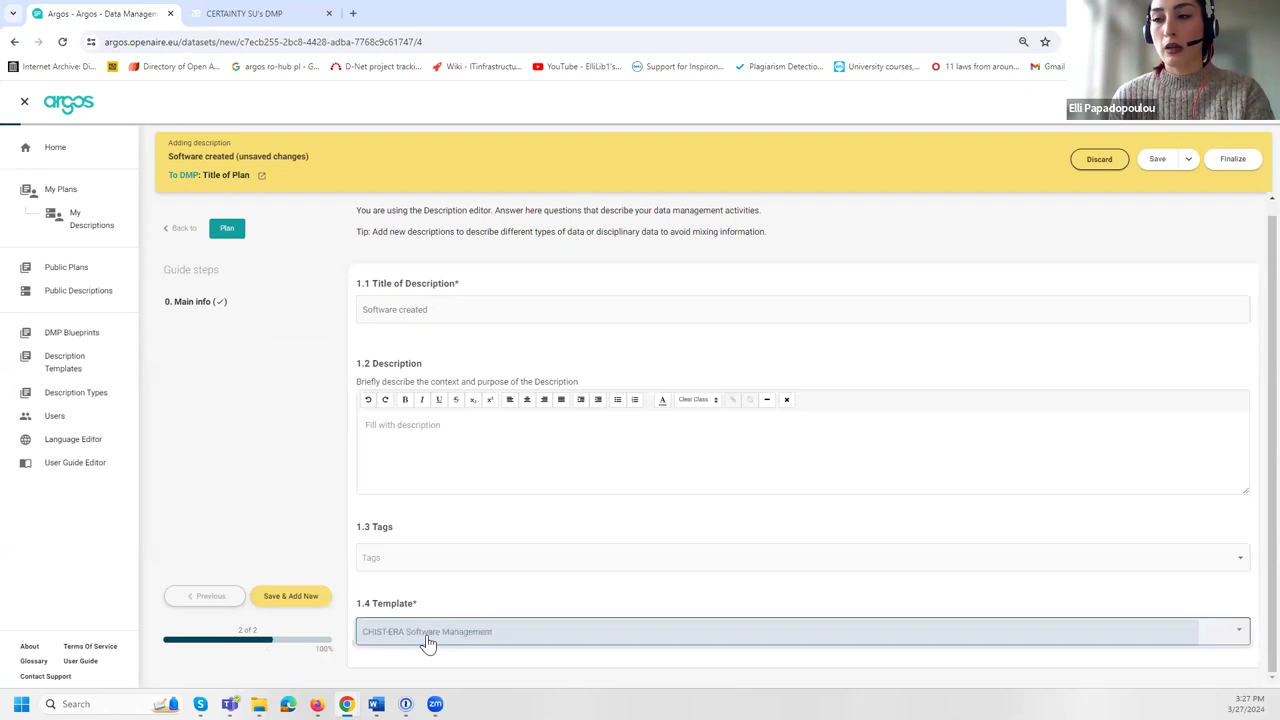 Argos - Argos - Data Managem
CERTAINTY SU's DMP
argos.openaire.eu/datasets/new/c7ecb255-2bc8-4428-adba-7768c9c61747/4
Internet Archive: Di...
Directory of Open A...
argos ro-hub pl - G...
D-Net project tracki...
Wiki - ITinfrastructu...
YouTube - ElliLib1's...
Support for Inspiron...
Plagiarism Detectio...
University courses,...
11 laws from aroun...
Gmail
Elli Papadopoulou
argos
Home
My Plans
My
Descriptions
Public Plans
Public Descriptions
DMP Blueprints
Description
Templates
Description Types
Users
Language Editor
User Guide Editor
About
Terms Of Service
Glossary
User Guide
Contact Support
Adding description
Software created (unsaved changes)
To DMP: Title of Plan
Discard
Save
Finalize
Back to
Plan
Guide steps
0. Main info (✓)
Previous
Save & Add New
2 of 2
100%
You are using the Description editor. Answer here questions that describe your data management activities.
Tip: Add new descriptions to describe different types of data or disciplinary data to avoid mixing information.
1.1 Title of Description*
Software created
1.2 Description
Briefly describe the context and purpose of the Description
Clear Class
Fill with description
1.3 Tags
Tags
1.4 Template*
CHIST-ERA Software Management
Search
3:27 PM
3/27/2024